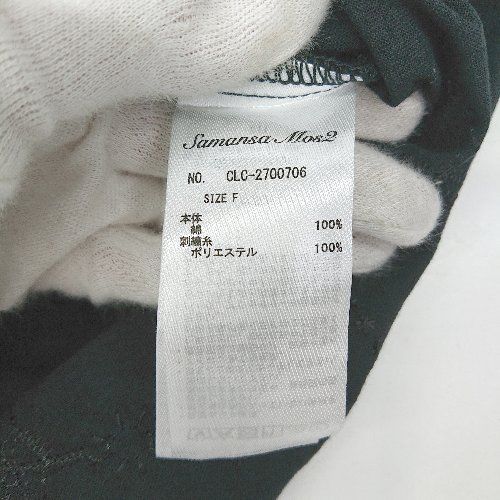 Samansa Mos2
NO. CLC-2700706
SIZE F
本体
綿 100%
刺繍糸
ポリエステル 100%